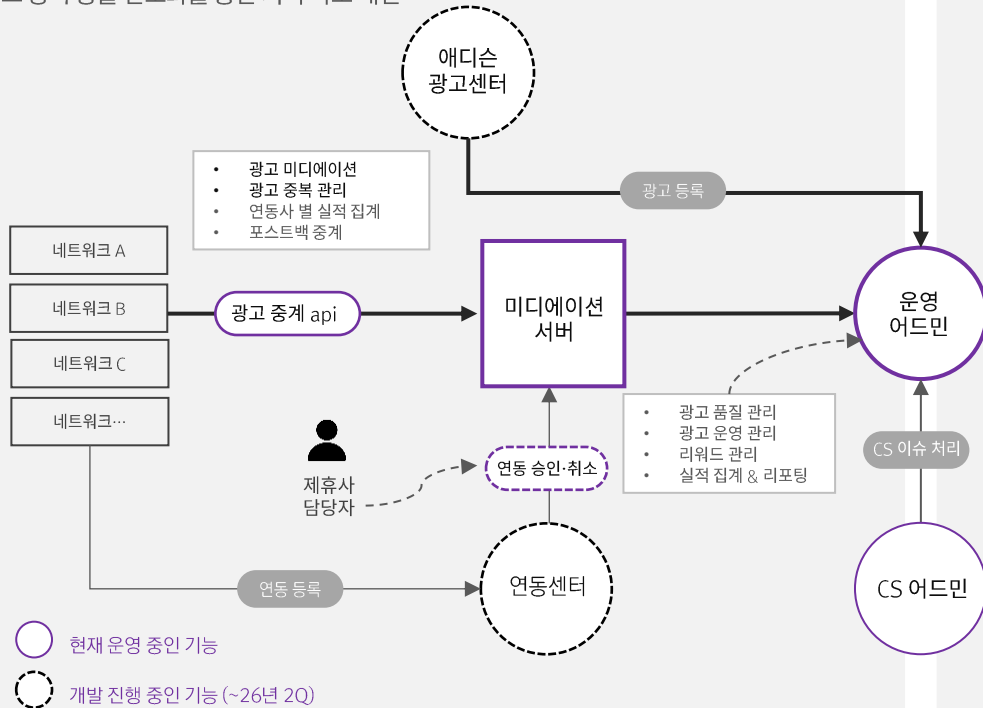 애디슨
광고센터
• 광고 미디에이션
• 광고 중복 관리
• 연동사 별 실적 집계
• 포스트백 중계
광고 등록
네트워크 A
네트워크 B
네트워크 C
네트워크…
광고 중계 api
미디에이션
서버
운영
어드민
• 광고 품질 관리
• 광고 운영 관리
• 리워드 관리
• 실적 집계 & 리포팅
제휴사
담당자
연동 승인·취소
CS 이슈 처리
연동 등록
연동센터
CS 어드민
현재 운영 중인 기능
개발 진행 중인 기능 (~26년 2Q)